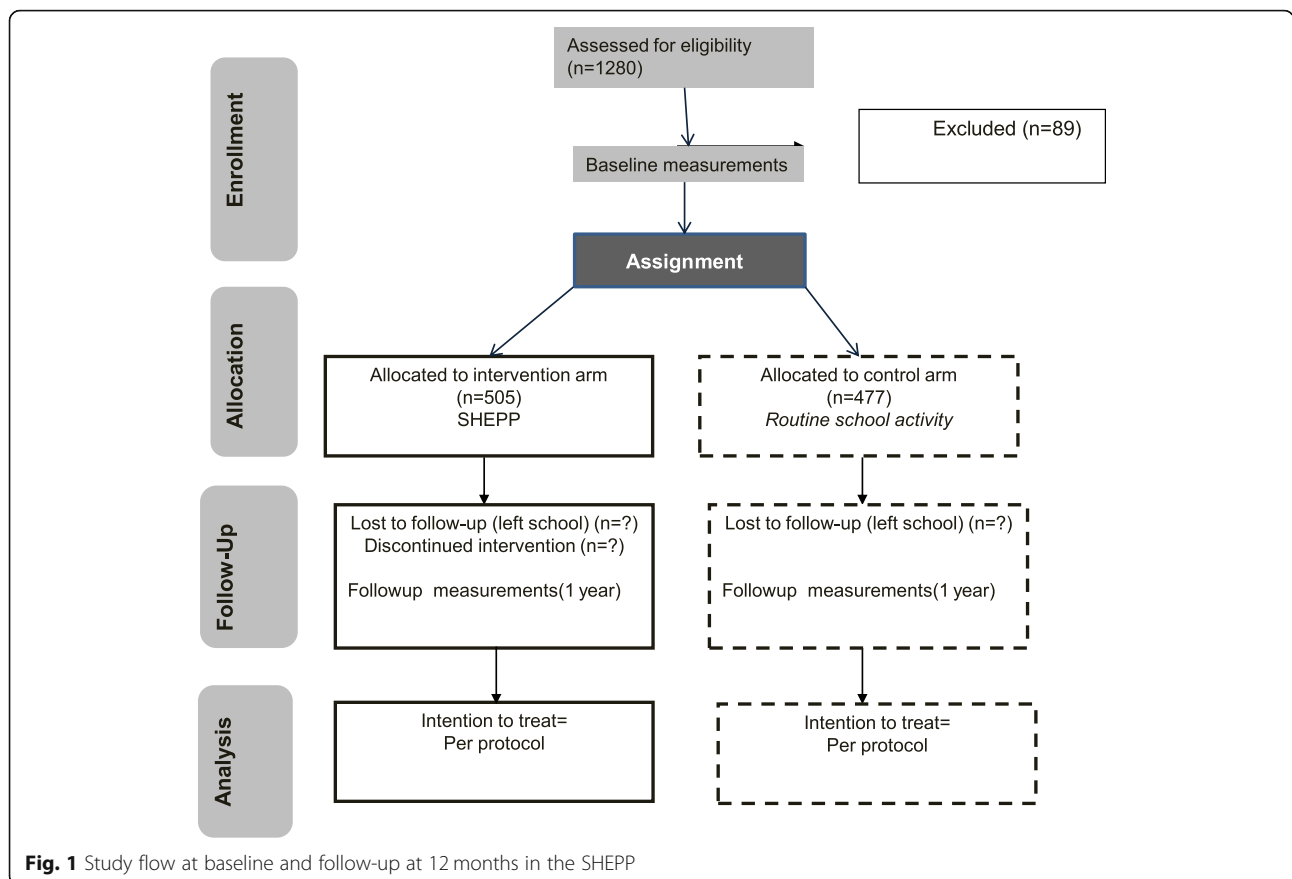 Assessed for eligibility
(n=1280)
Enrollment
Excluded (n=89)
Baseline measurements
Assignment
Allocation
Allocated to intervention arm
(n=505)
SHEPP
Allocated to control arm
(n=477)
Routine school activity
Follow-Up
Lost to follow-up (left school) (n=?)
Discontinued intervention (n=?)
Followup measurements(1 year)
Lost to follow-up (left school) (n=?)
Followup measurements(1 year)
Analysis
Intention to treat=
Per protocol
Intention to treat=
Per protocol
Fig. 1 Study flow at baseline and follow-up at 12 months in the SHEPP